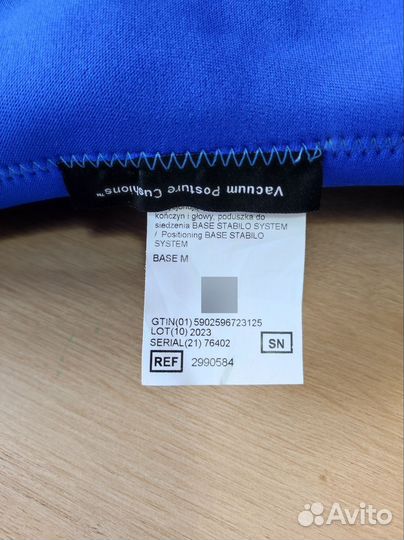 Vacuum Posture Cushions™
kończyn i głowy, poduszka do
siedzenia BASE STABILO SYSTEM
/ Positioning BASE STABILO
SYSTEM
BASE M
GTIN(01) 5902596723125
LOT(10) 2023
SERIAL(21) 76402
SN
REF 2990584
Avito